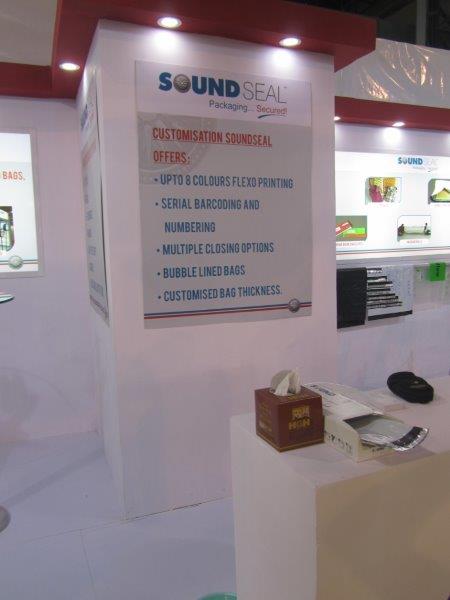 SOUNDSEAL
Packaging... Secured!
CUSTOMISATION SOUNDSEAL
OFFERS:
• UPTO 8 COLOURS FLEXO PRINTING
• SERIAL BARCODING AND
NUMBERING
• MULTIPLE CLOSING OPTIONS
• BUBBLE LINED BAGS
• CUSTOMISED BAG THICKNESS.
BAGS,
SOUNDSEAL